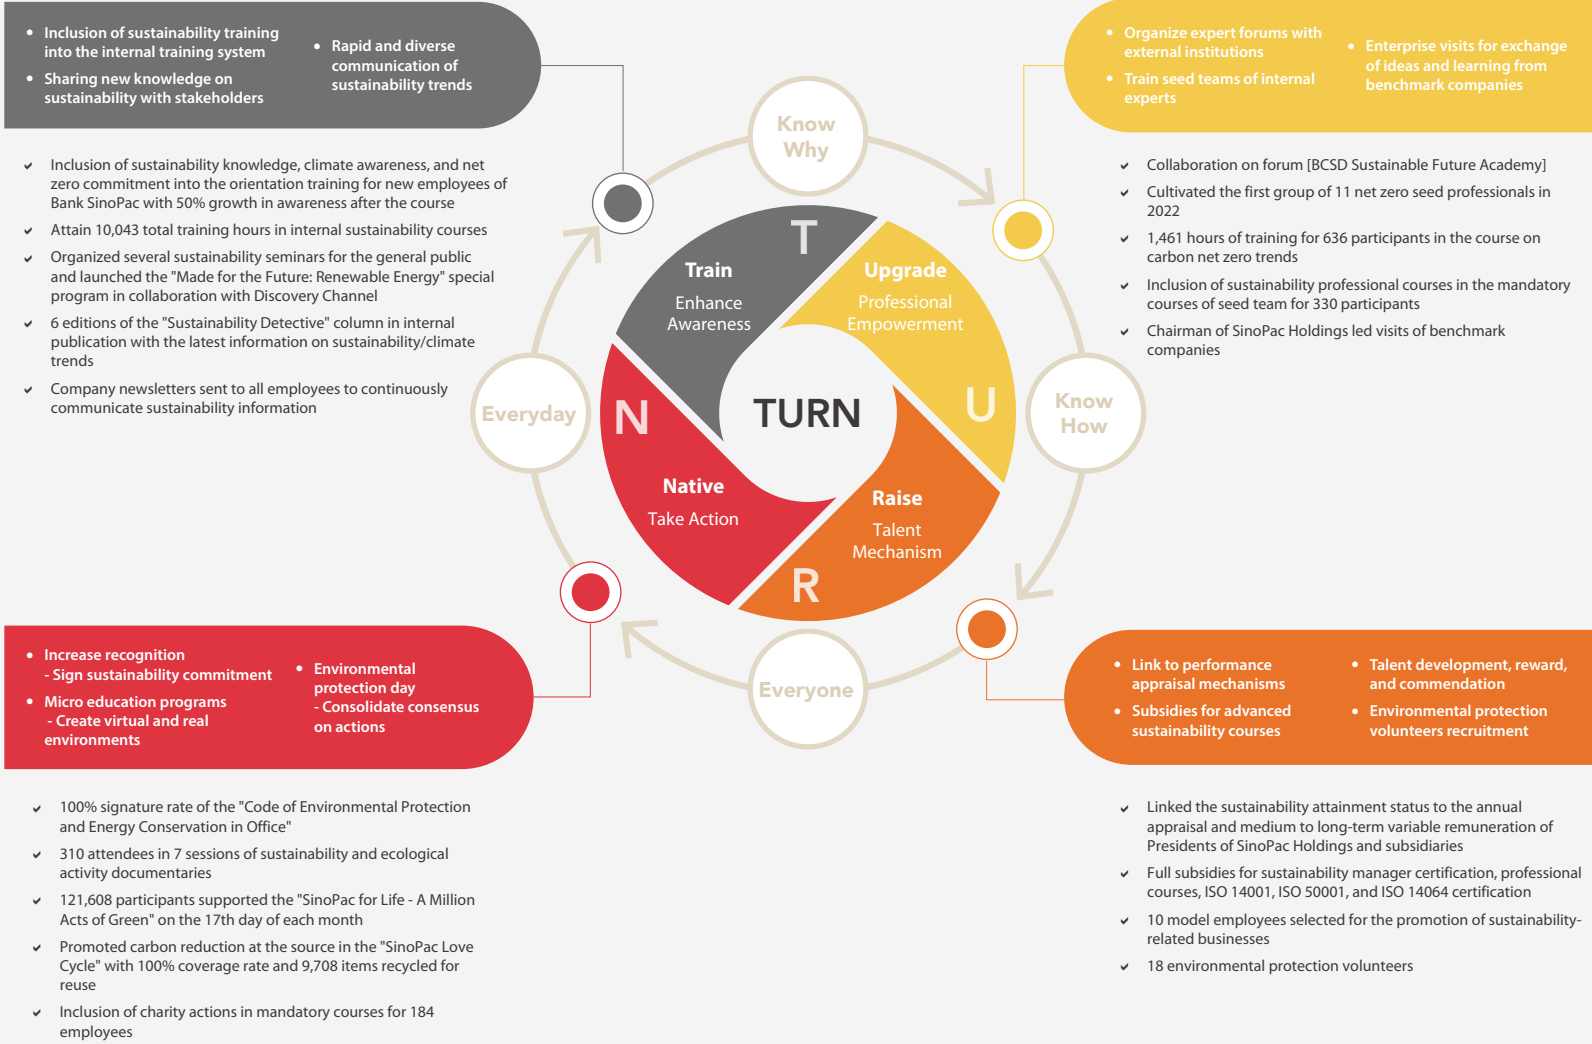 • Inclusion of sustainability training
into the internal training system
• Sharing new knowledge on
sustainability with stakeholders
• Rapid and diverse
communication of
sustainability trends
Inclusion of sustainability knowledge, climate awareness, and net
zero commitment into the orientation training for new employees of
Bank SinoPac with 50% growth in awareness after the course
Attain 10,043 total training hours in internal sustainability courses
Organized several sustainability seminars for the general public
and launched the "Made for the Future: Renewable Energy" special
program in collaboration with Discovery Channel
6 editions of the "Sustainability Detective" column in internal
publication with the latest information on sustainability/climate
trends
Company newsletters sent to all employees to continuously
communicate sustainability information
• Organize expert forums with
external institutions
• Train seed teams of internal
experts
• Enterprise visits for exchange
of ideas and learning from
benchmark companies
Collaboration on forum [BCSD Sustainable Future Academy]
Cultivated the first group of 11 net zero seed professionals in
2022
1,461 hours of training for 636 participants in the course on
carbon net zero trends
Inclusion of sustainability professional courses in the mandatory
courses of seed team for 330 participants
Chairman of SinoPac Holdings led visits of benchmark
companies
Know
Why
Know
How
Everyone
Everyday
TURN
T
Train
Enhance
Awareness
U
Upgrade
Professional
Empowerment
R
Raise
Talent
Mechanism
N
Native
Take Action
• Increase recognition
- Sign sustainability commitment
• Micro education programs
- Create virtual and real
environments
• Environmental
protection day
- Consolidate consensus
on actions
100% signature rate of the "Code of Environmental Protection
and Energy Conservation in Office"
310 attendees in 7 sessions of sustainability and ecological
activity documentaries
121,608 participants supported the "SinoPac for Life - A Million
Acts of Green" on the 17th day of each month
Promoted carbon reduction at the source in the "SinoPac Love
Cycle" with 100% coverage rate and 9,708 items recycled for
reuse
Inclusion of charity actions in mandatory courses for 184
employees
• Link to performance
appraisal mechanisms
• Subsidies for advanced
sustainability courses
• Talent development, reward,
and commendation
• Environmental protection
volunteers recruitment
Linked the sustainability attainment status to the annual
appraisal and medium to long-term variable remuneration of
Presidents of SinoPac Holdings and subsidiaries
Full subsidies for sustainability manager certification, professional
courses, ISO 14001, ISO 50001, and ISO 14064 certification
10 model employees selected for the promotion of sustainability-
related businesses
18 environmental protection volunteers